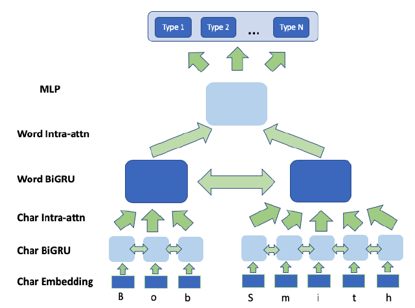 Type 1 Type 2 ... Type N
MLP
Word Intra-attn
Word BiGRU
Char Intra-attn
Char BiGRU
Char Embedding
B o b S m i t h